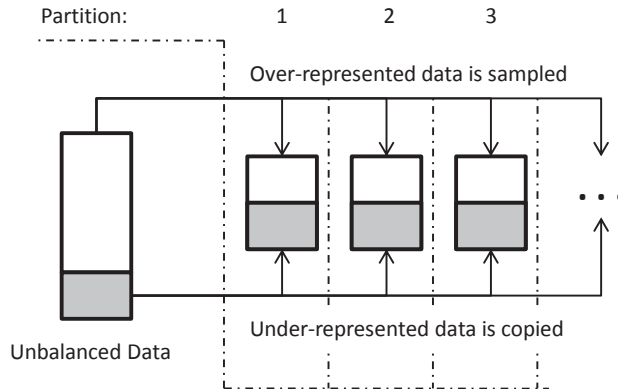 Partition: 1 2 3
Over-represented data is sampled
. . .
Under-represented data is copied
Unbalanced Data